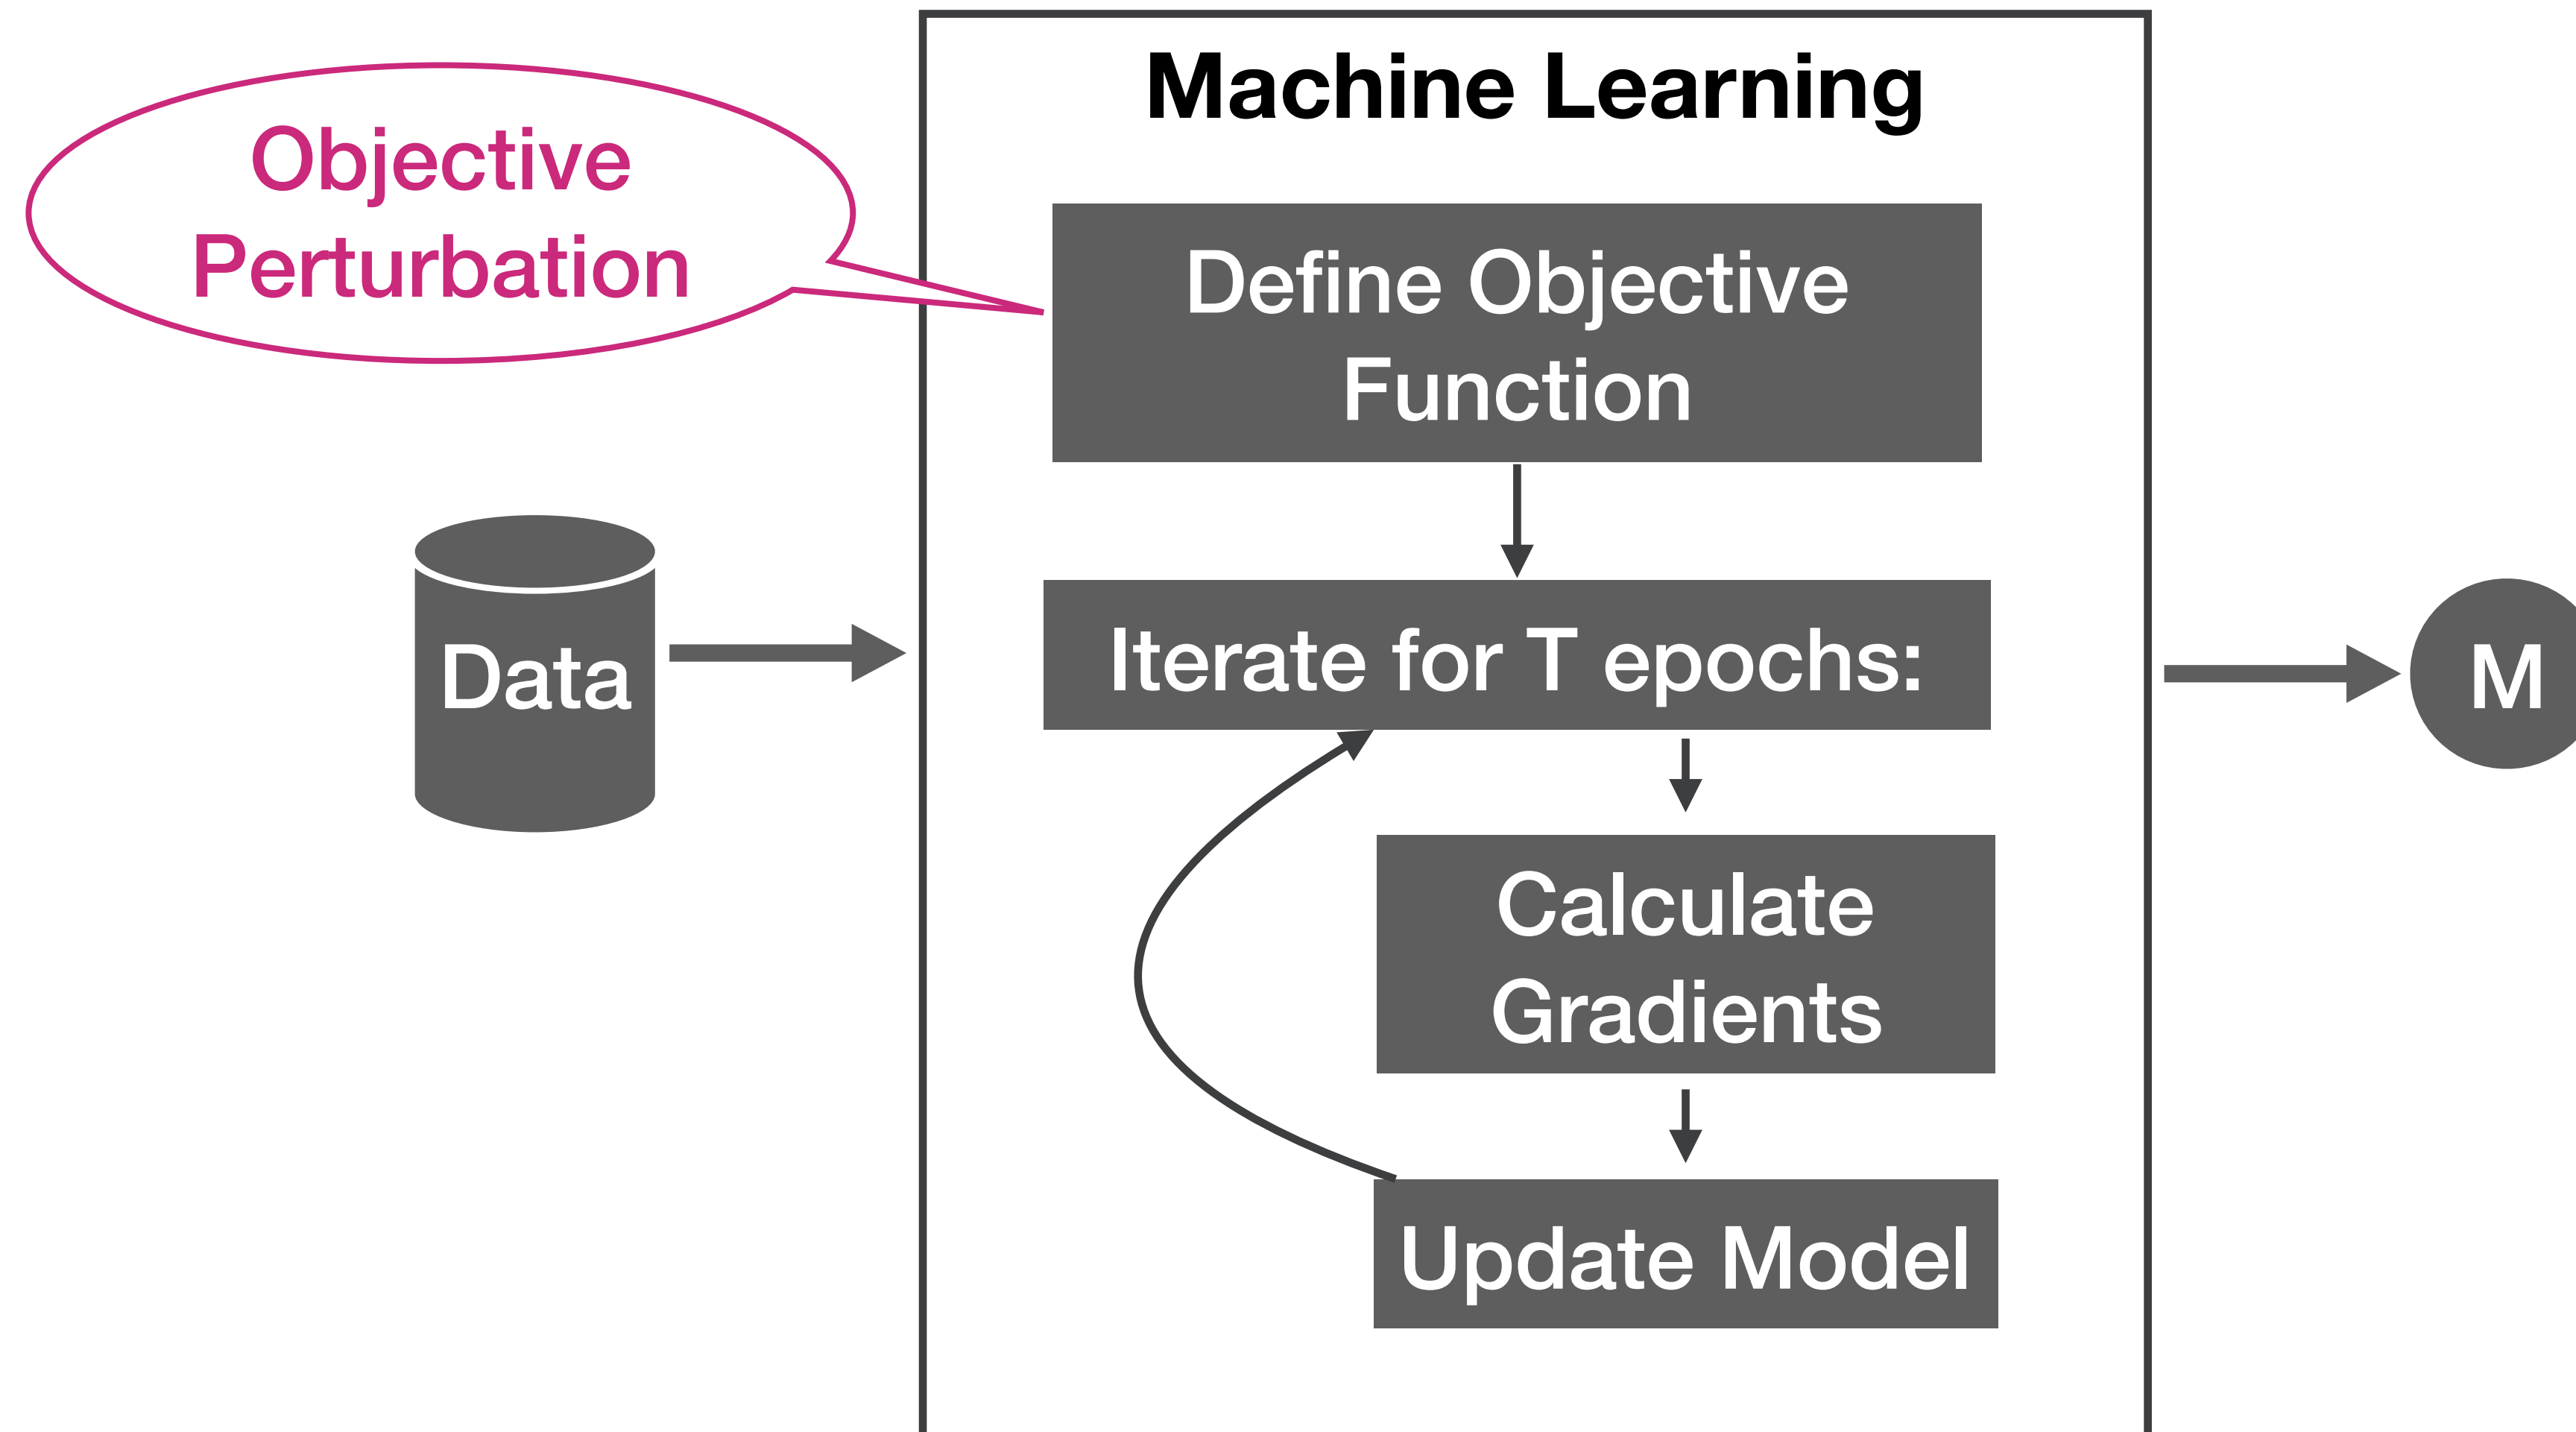 Machine Learning
Objective
Perturbation
Define Objective
Function
Data
Iterate for T epochs:
M
Calculate
Gradients
Update Model